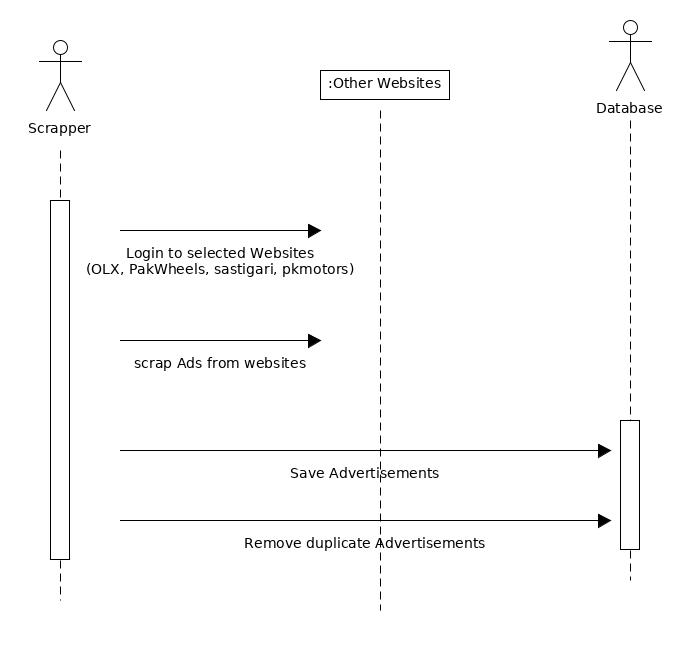 :Other Websites
Database
Scrapper
Login to selected Websites
(OLX, PakWheels, sastigari, pkmotors)
scrap Ads from websites
Save Advertisements
Remove duplicate Advertisements